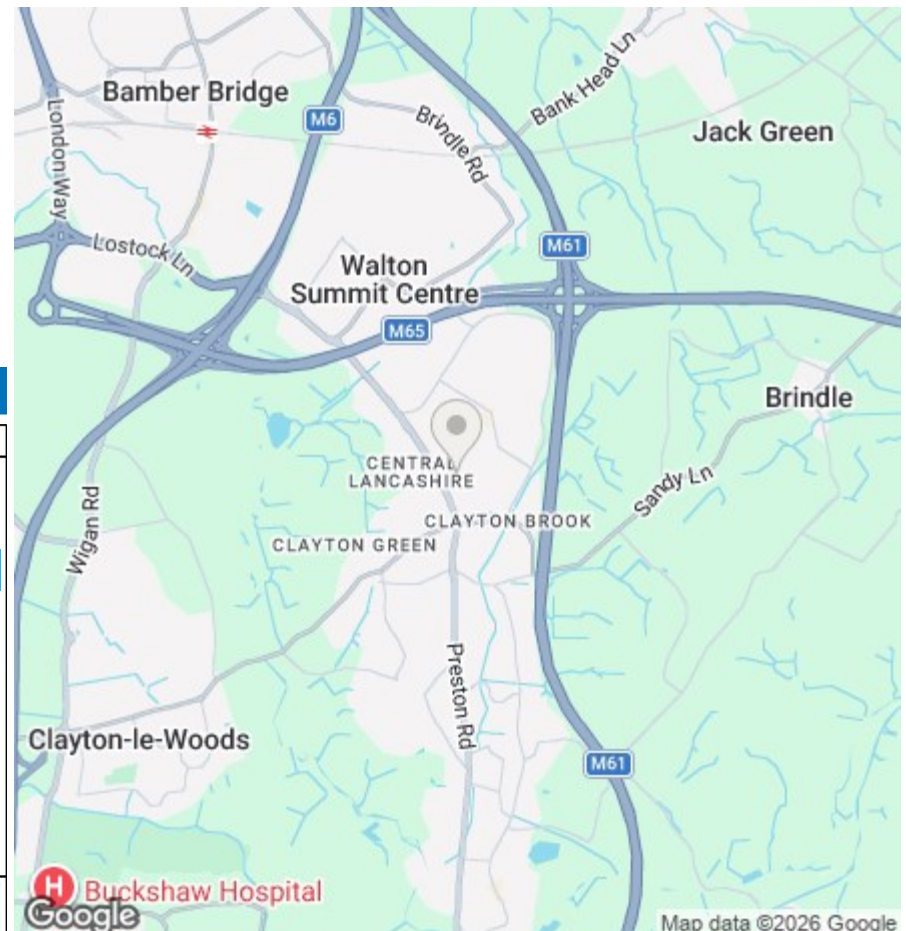 Bamber Bridge
M6
Brindle Rd
Bank Head Ln
Jack Green
London Way
Lostock Ln
M61
Walton
Summit Centre
M65
Brindle
CENTRAL
LANCASHIRE
Sandy Ln
CLAYTON BROOK
CLAYTON GREEN
Wigan Rd
Preston Rd
Clayton-le-Woods
M61
H
Buckshaw Hospital
Google
Map data ©2026 Google